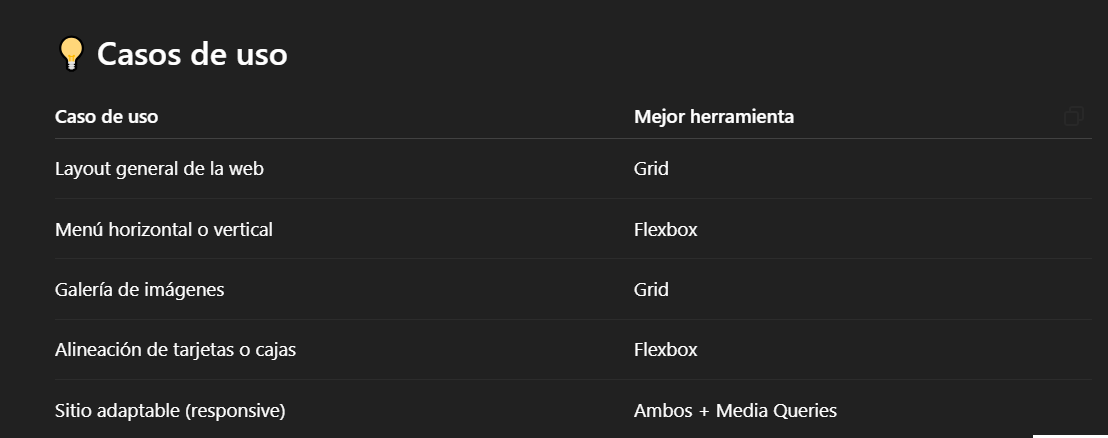 💡 Casos de uso
Caso de uso Mejor herramienta
Layout general de la web Grid
Menú horizontal o vertical Flexbox
Galería de imágenes Grid
Alineación de tarjetas o cajas Flexbox
Sitio adaptable (responsive) Ambos + Media Queries